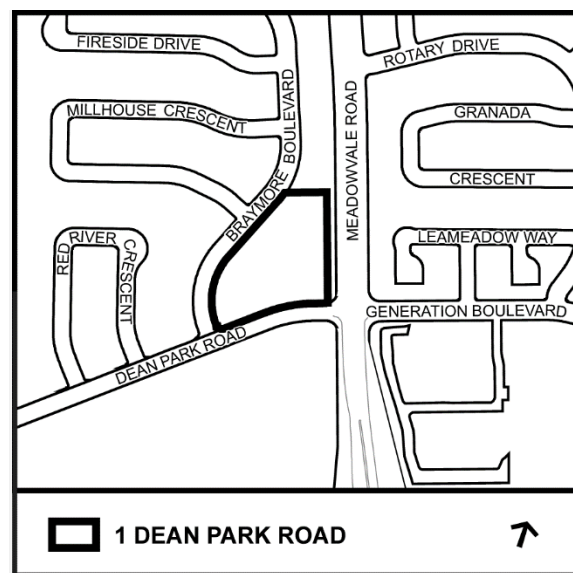 FIRESIDE DRIVE
ROTARY DRIVE
MILLHOUSE CRESCENT
BRAYMORE BOULEVARD
MEADOWVALE ROAD
GRANADA
CRESCENT
RED RIVER CRESCENT
LEAMEADOW WAY
GENERATION BOULEVARD
DEAN PARK ROAD
1 DEAN PARK ROAD